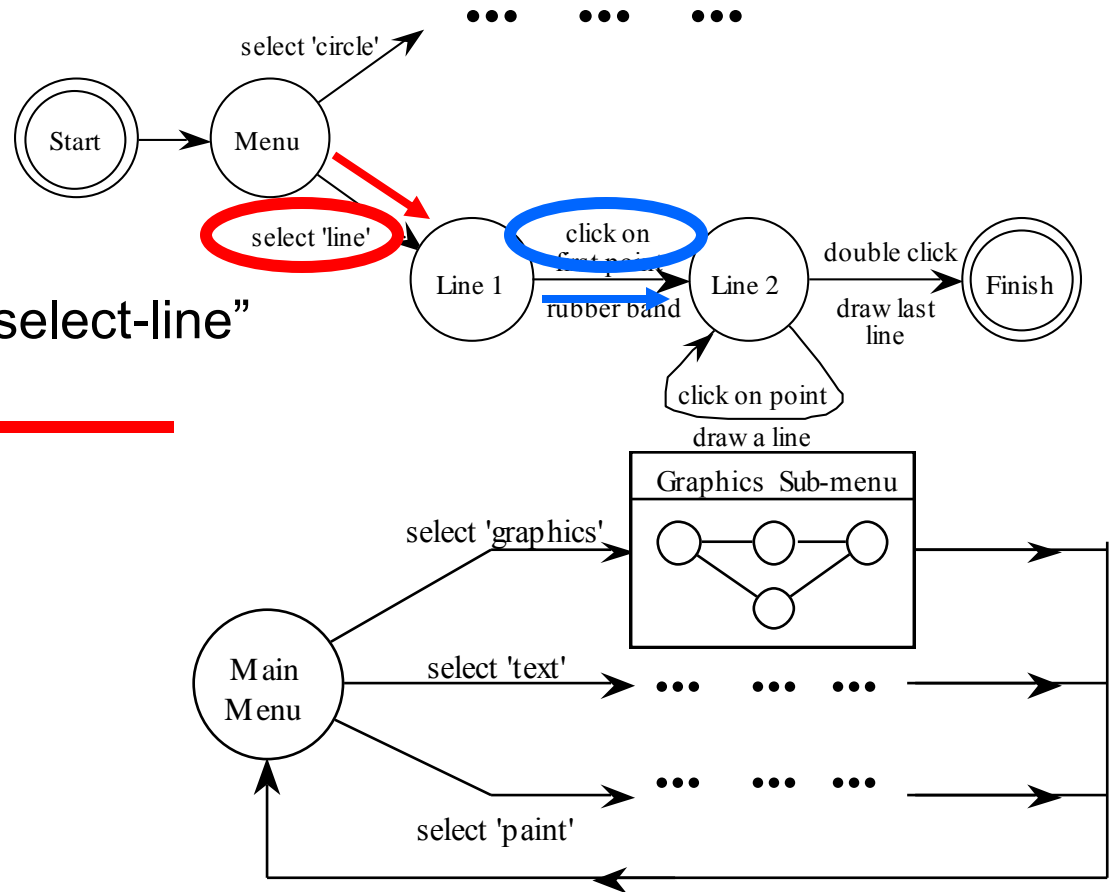 ••• ••• •••
select 'circle'
Start
Menu
select 'line'
click on
first point
rubber band
Line 1
Line 2
double click
draw last
line
Finish
select-line”
click on point
draw a line
Graphics Sub-menu
select 'graphics'
Main
Menu
select 'text'
••• ••• •••
••• ••• •••
select 'paint'